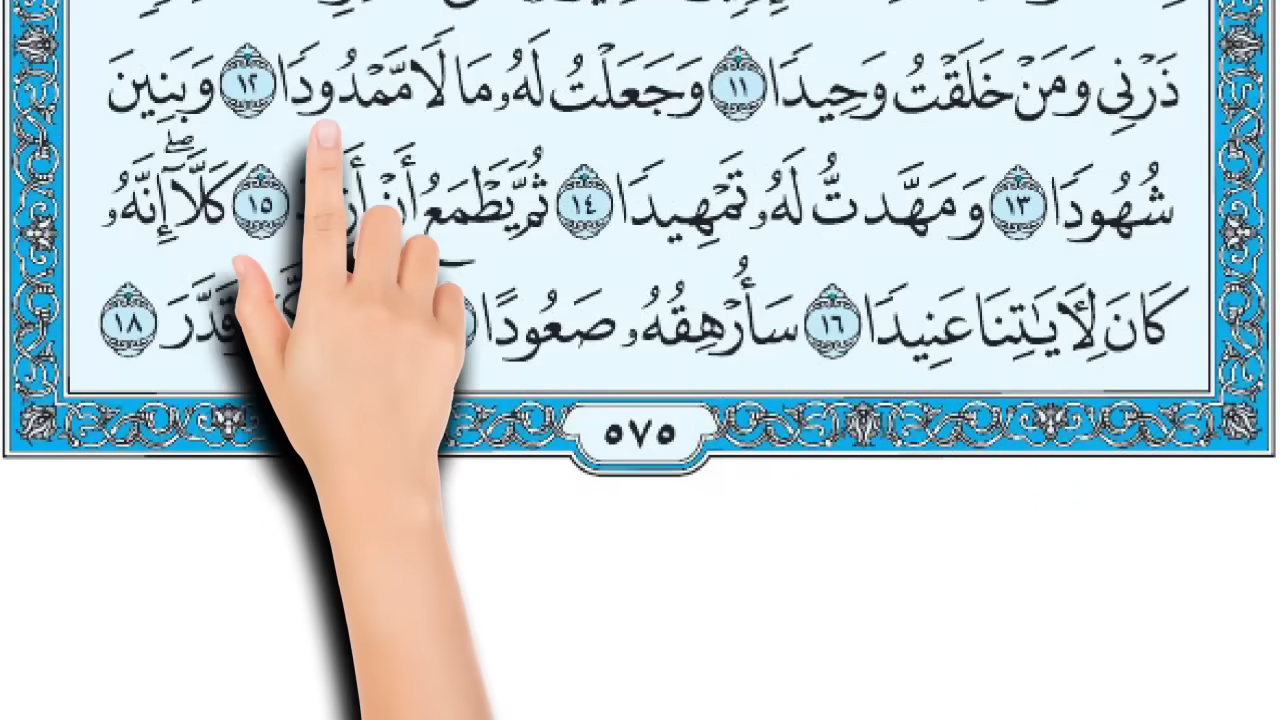 ذَرْنِى وَمَنْ خَلَقْتُ وَحِيدًا ١١ وَجَعَلْتُ لَهُۥ مَالًا مَّمْدُودًا ١٢ وَبَنِينَ
شُهُودًا ١٣ وَمَهَّدتُّ لَهُۥ تَمْهِيدًا ١٤ ثُمَّ يَطْمَعُ أَنْ ١٥ كَلَّآ ۖ إِنَّهُۥ
كَانَ لِأَيَٰتِنَا عَنِيدًا ١٦ سَأُرْهِقُهُۥ صَعُودًا قَدَّرَ ١٨
٥٧٥